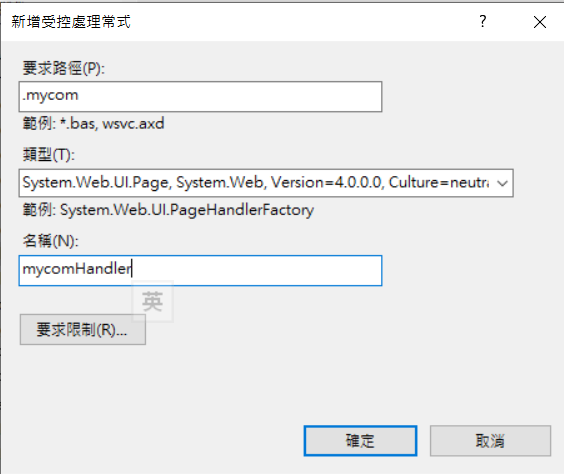 新增受控處理常式
要求路徑(P):
.mycom
範例: *.bas, wsvc.axd
類型(T):
System.Web.UI.Page, System.Web, Version=4.0.0.0, Culture=neutra
範例: System.Web.UI.PageHandlerFactory
名稱(N):
mycomHandler
英
要求限制(R)...
確定
取消